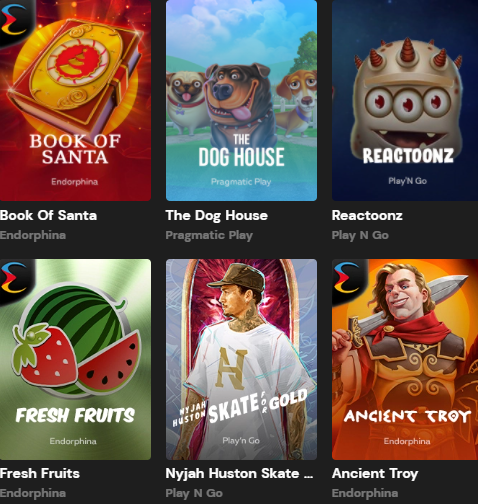 BOOK OF
SANTA
Endorphina
THE
DOG HOUSE
Pragmatic Play
REACTOONZ
Play'N Go
Book Of Santa
The Dog House
Reactoonz
Endorphina
Pragmatic Play
Play N Go
FRESH FRUITS
Endorphina
N
NYJAH
HUSTON
SKATE
FOR
GOLD
Play'n Go
ANCIENT TROY
Endorphina
Fresh Fruits
Nyjah Huston Skate ...
Ancient Troy
Endorphina
Play N Go
Endorphina